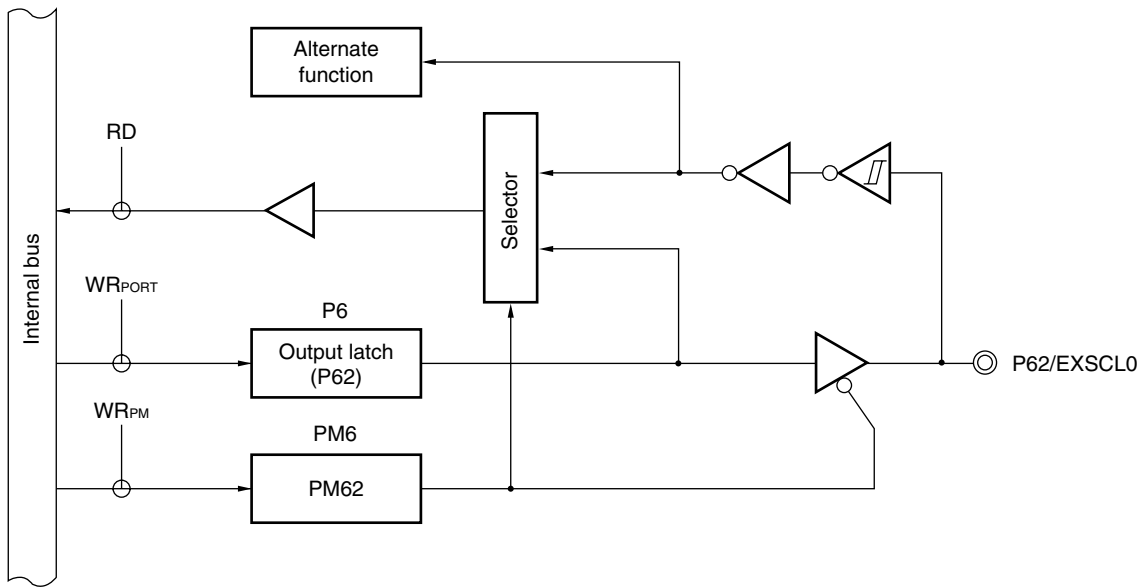 Alternate
function
RD
Selector
Internal bus
WRPORT
P6
Output latch
(P62)
P62/EXSCL0
WRPM
PM6
PM62